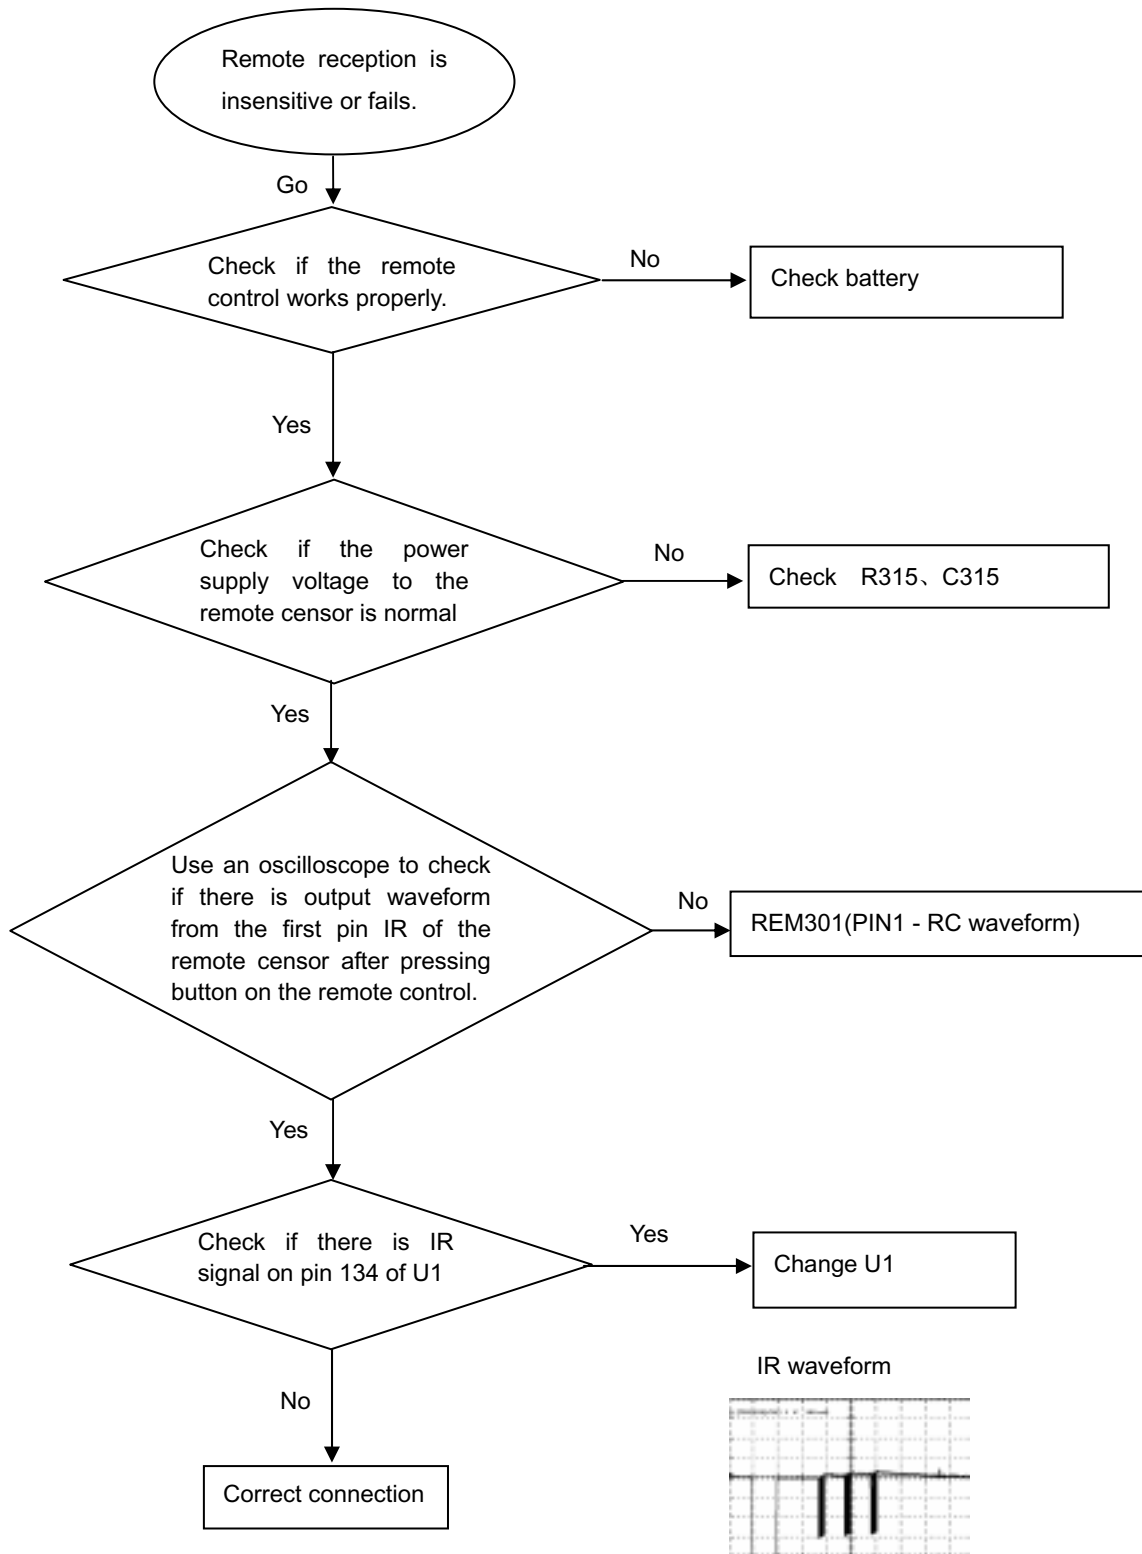 Remote reception is
insensitive or fails.
Go
Check if the remote
control works properly.
No
Check battery
Yes
Check if the power
supply voltage to the
remote censor is normal
No
Check R315、C315
Yes
Use an oscilloscope to check
if there is output waveform
from the first pin IR of the
remote censor after pressing
button on the remote control.
No
REM301(PIN1 - RC waveform)
Yes
Check if there is IR
signal on pin 134 of U1
Yes
Change U1
No
Correct connection
IR waveform